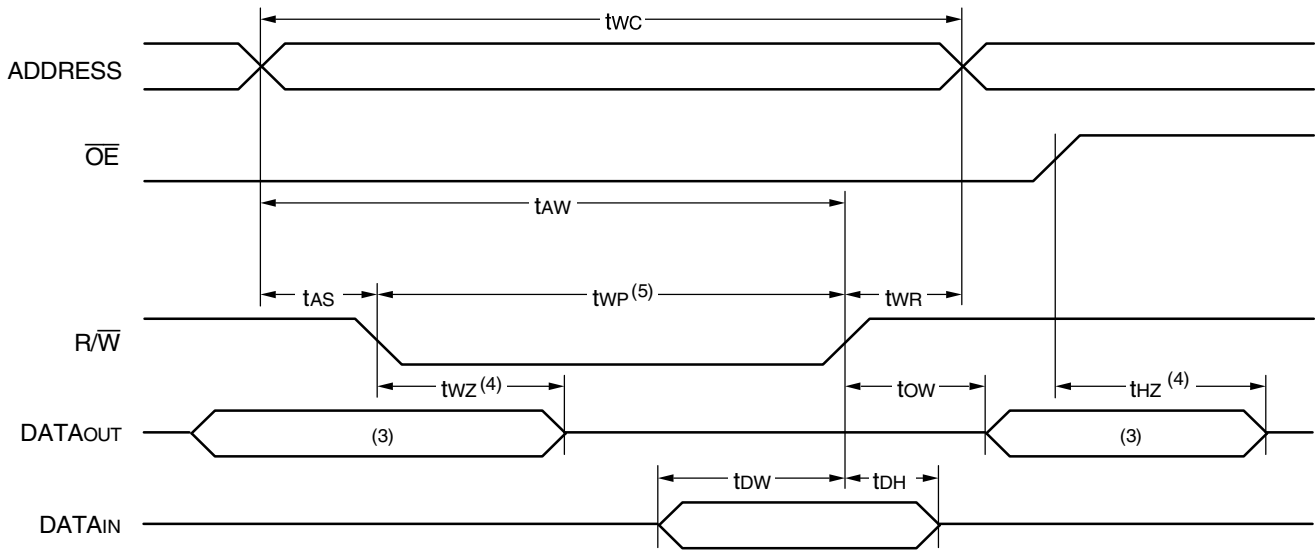 tWC
ADDRESS
OE
tAW
tAS
tWP(5)
tWR
R/W
tWZ(4)
tOW
tHZ(4)
DATAOUT
(3)
(3)
tDW
tDH
DATAIN